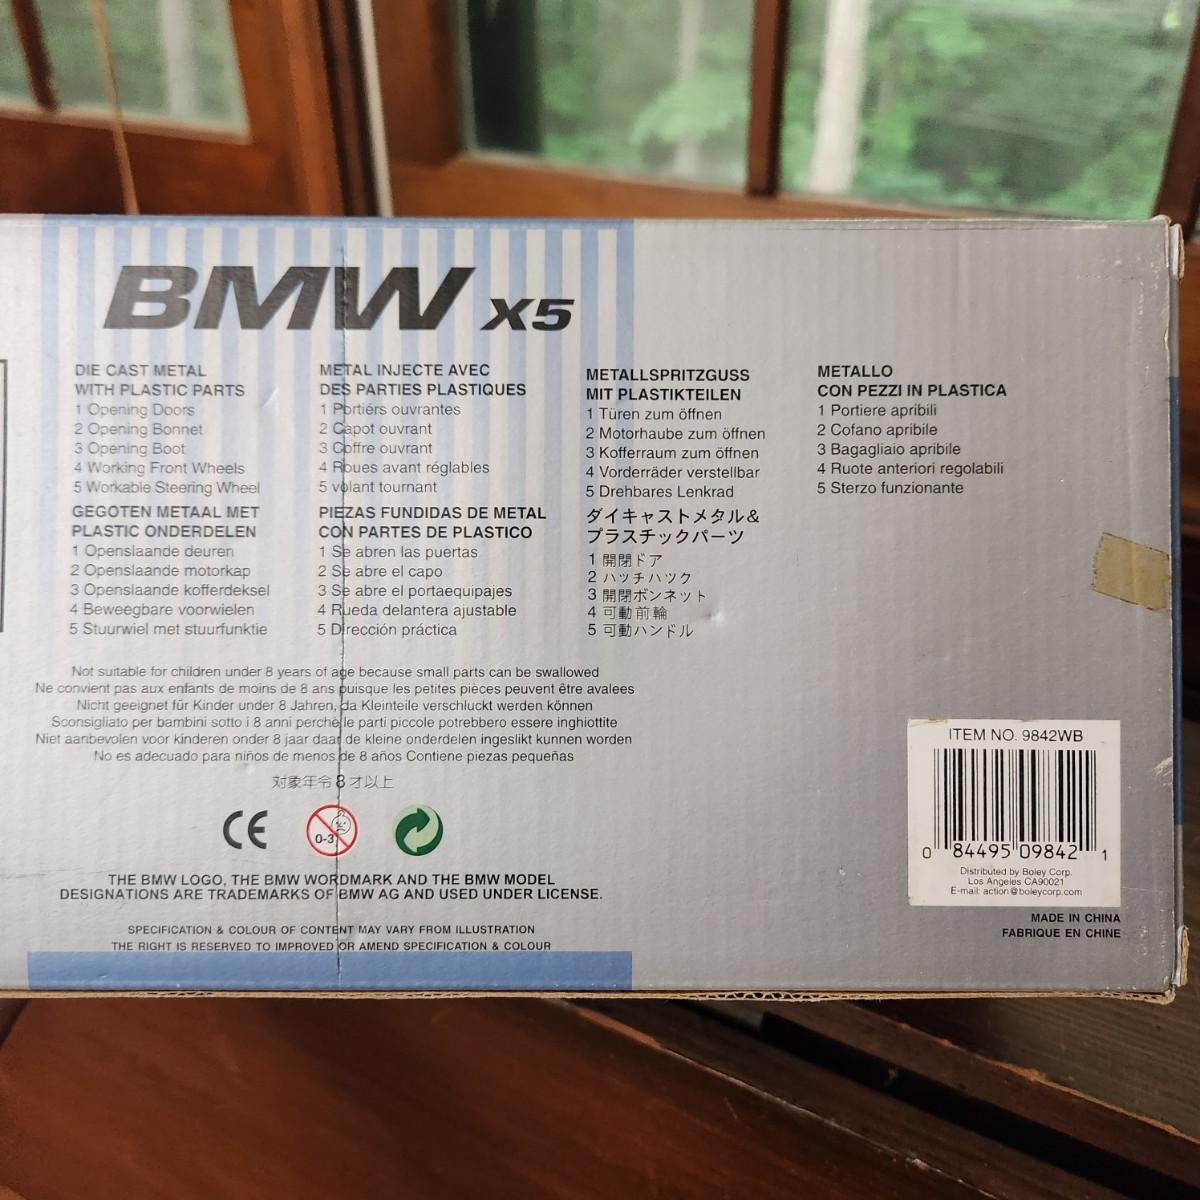 BMW X5
DIE CAST METAL
WITH PLASTIC PARTS
1 Opening Doors
2 Opening Bonnet
3 Opening Boot
4 Working Front Wheels
5 Workable Steering Wheel
METAL INJECTE AVEC
DES PARTIES PLASTIQUES
1 Portiérs ouvrantes
2 Capot ouvrant
3 Coffre ouvrant
4 Roues avant réglables
5 volant tournant
METALLSPRITZGUSS
MIT PLASTIKTEILEN
1 Türen zum öffnen
2 Motorhaube zum öffnen
3 Kofferraum zum öffnen
4 Vorderräder verstellbar
5 Drehbares Lenkrad
METALLO
CON PEZZI IN PLASTICA
1 Portiere apribili
2 Cofano apribile
3 Bagagliaio apribile
4 Ruote anteriori regolabili
5 Sterzo funzionante
GEGOTEN METAAL MET
PLASTIC ONDERDELEN
1 Openslaande deuren
2 Openslaande motorkap
3 Openslaande kofferdeksel
4 Beweegbare voorwielen
5 Stuurwiel met stuurfunktie
PIEZAS FUNDIDAS DE METAL
CON PARTES DE PLASTICO
1 Se abren las puertas
2 Se abre el capo
3 Se abre el portaequipajes
4 Rueda delantera ajustable
5 Dirección práctica
ダイキャストメタル&
プラスチックパーツ
1 開閉ドア
2 ハッチハツク
3 開閉ボンネット
4 可動前輪
5 可動ハンドル
Not suitable for children under 8 years of age because small parts can be swallowed
Ne convient pas aux enfants de moins de 8 ans puisque les petites pièces peuvent être avalees
Nicht geeignet für Kinder under 8 Jahren, da Kleinteile verschluckt werden können
Sconsigliato per bambini sotto i 8 anni perchè le parti piccole potrebbero essere inghiottite
Niet aanbevolen voor kinderen onder 8 jaar daar de kleine onderdelen ingeslikt kunnen worden
No es adecuado para niños de menos de 8 años Contiene piezas pequeñas
対象年令8才以上
CE
0-3
THE BMW LOGO, THE BMW WORDMARK AND THE BMW MODEL
DESIGNATIONS ARE TRADEMARKS OF BMW AG AND USED UNDER LICENSE.
SPECIFICATION & COLOUR OF CONTENT MAY VARY FROM ILLUSTRATION
THE RIGHT IS RESERVED TO IMPROVED OR AMEND SPECIFICATION & COLOUR
ITEM NO. 9842WB
0 84495 09842 1
Distributed by Boley Corp.
Los Angeles CA90021
E-mail: action@boleycorp.com
MADE IN CHINA
FABRIQUE EN CHINE